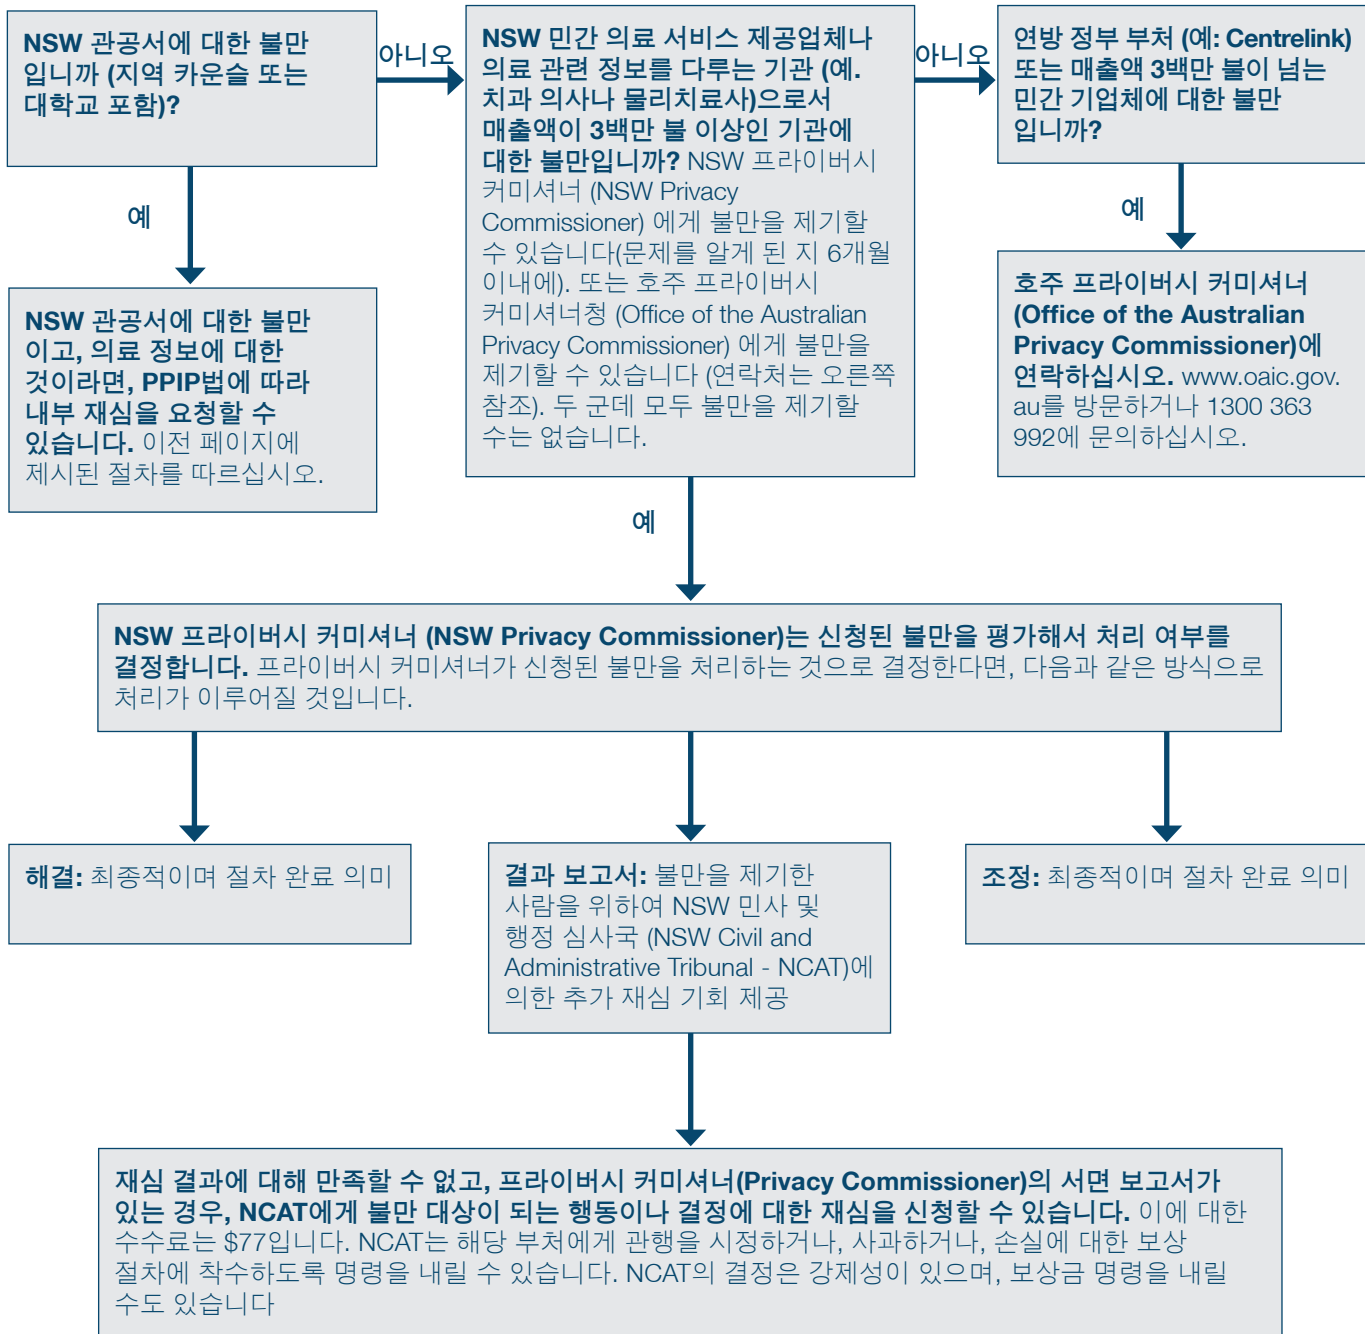 NSW 관공서에 대한 불만
입니까 (지역 카운슬 또는
대학교 포함)?
아니오
NSW 민간 의료 서비스 제공업체나
의료 관련 정보를 다루는 기관 (예.
치과 의사나 물리치료사)으로서
매출액이 3백만 불 이상인 기관에
대한 불만입니까? NSW 프라이버시
커미셔너 (NSW Privacy
Commissioner) 에게 불만을 제기할
수 있습니다(문제를 알게 된 지 6개월
이내에). 또는 호주 프라이버시
커미셔너청 (Office of the Australian
Privacy Commissioner) 에게 불만을
제기할 수 있습니다 (연락처는 오른쪽
참조). 두 군데 모두 불만을 제기할
수는 없습니다.
아니오
연방 정부 부처 (예: Centrelink)
또는 매출액 3백만 불이 넘는
민간 기업체에 대한 불만
입니까?
예
예
NSW 관공서에 대한 불만
이고, 의료 정보에 대한
것이라면, PPIP법에 따라
내부 재심을 요청할 수
있습니다. 이전 페이지에
제시된 절차를 따르십시오.
호주 프라이버시 커미셔너
(Office of the Australian
Privacy Commissioner)에
연락하십시오. www.oaic.gov.
au를 방문하거나 1300 363
992에 문의하십시오.
예
NSW 프라이버시 커미셔너 (NSW Privacy Commissioner)는 신청된 불만을 평가해서 처리 여부를
결정합니다. 프라이버시 커미셔너가 신청된 불만을 처리하는 것으로 결정한다면, 다음과 같은 방식으로
처리가 이루어질 것입니다.
해결: 최종적이며 절차 완료 의미
결과 보고서: 불만을 제기한
사람을 위하여 NSW 민사 및
행정 심사국 (NSW Civil and
Administrative Tribunal - NCAT)에
의한 추가 재심 기회 제공
조정: 최종적이며 절차 완료 의미
재심 결과에 대해 만족할 수 없고, 프라이버시 커미셔너(Privacy Commissioner)의 서면 보고서가
있는 경우, NCAT에게 불만 대상이 되는 행동이나 결정에 대한 재심을 신청할 수 있습니다. 이에 대한
수수료는 $77입니다. NCAT는 해당 부처에게 관행을 시정하거나, 사과하거나, 손실에 대한 보상
절차에 착수하도록 명령을 내릴 수 있습니다. NCAT의 결정은 강제성이 있으며, 보상금 명령을 내릴
수도 있습니다